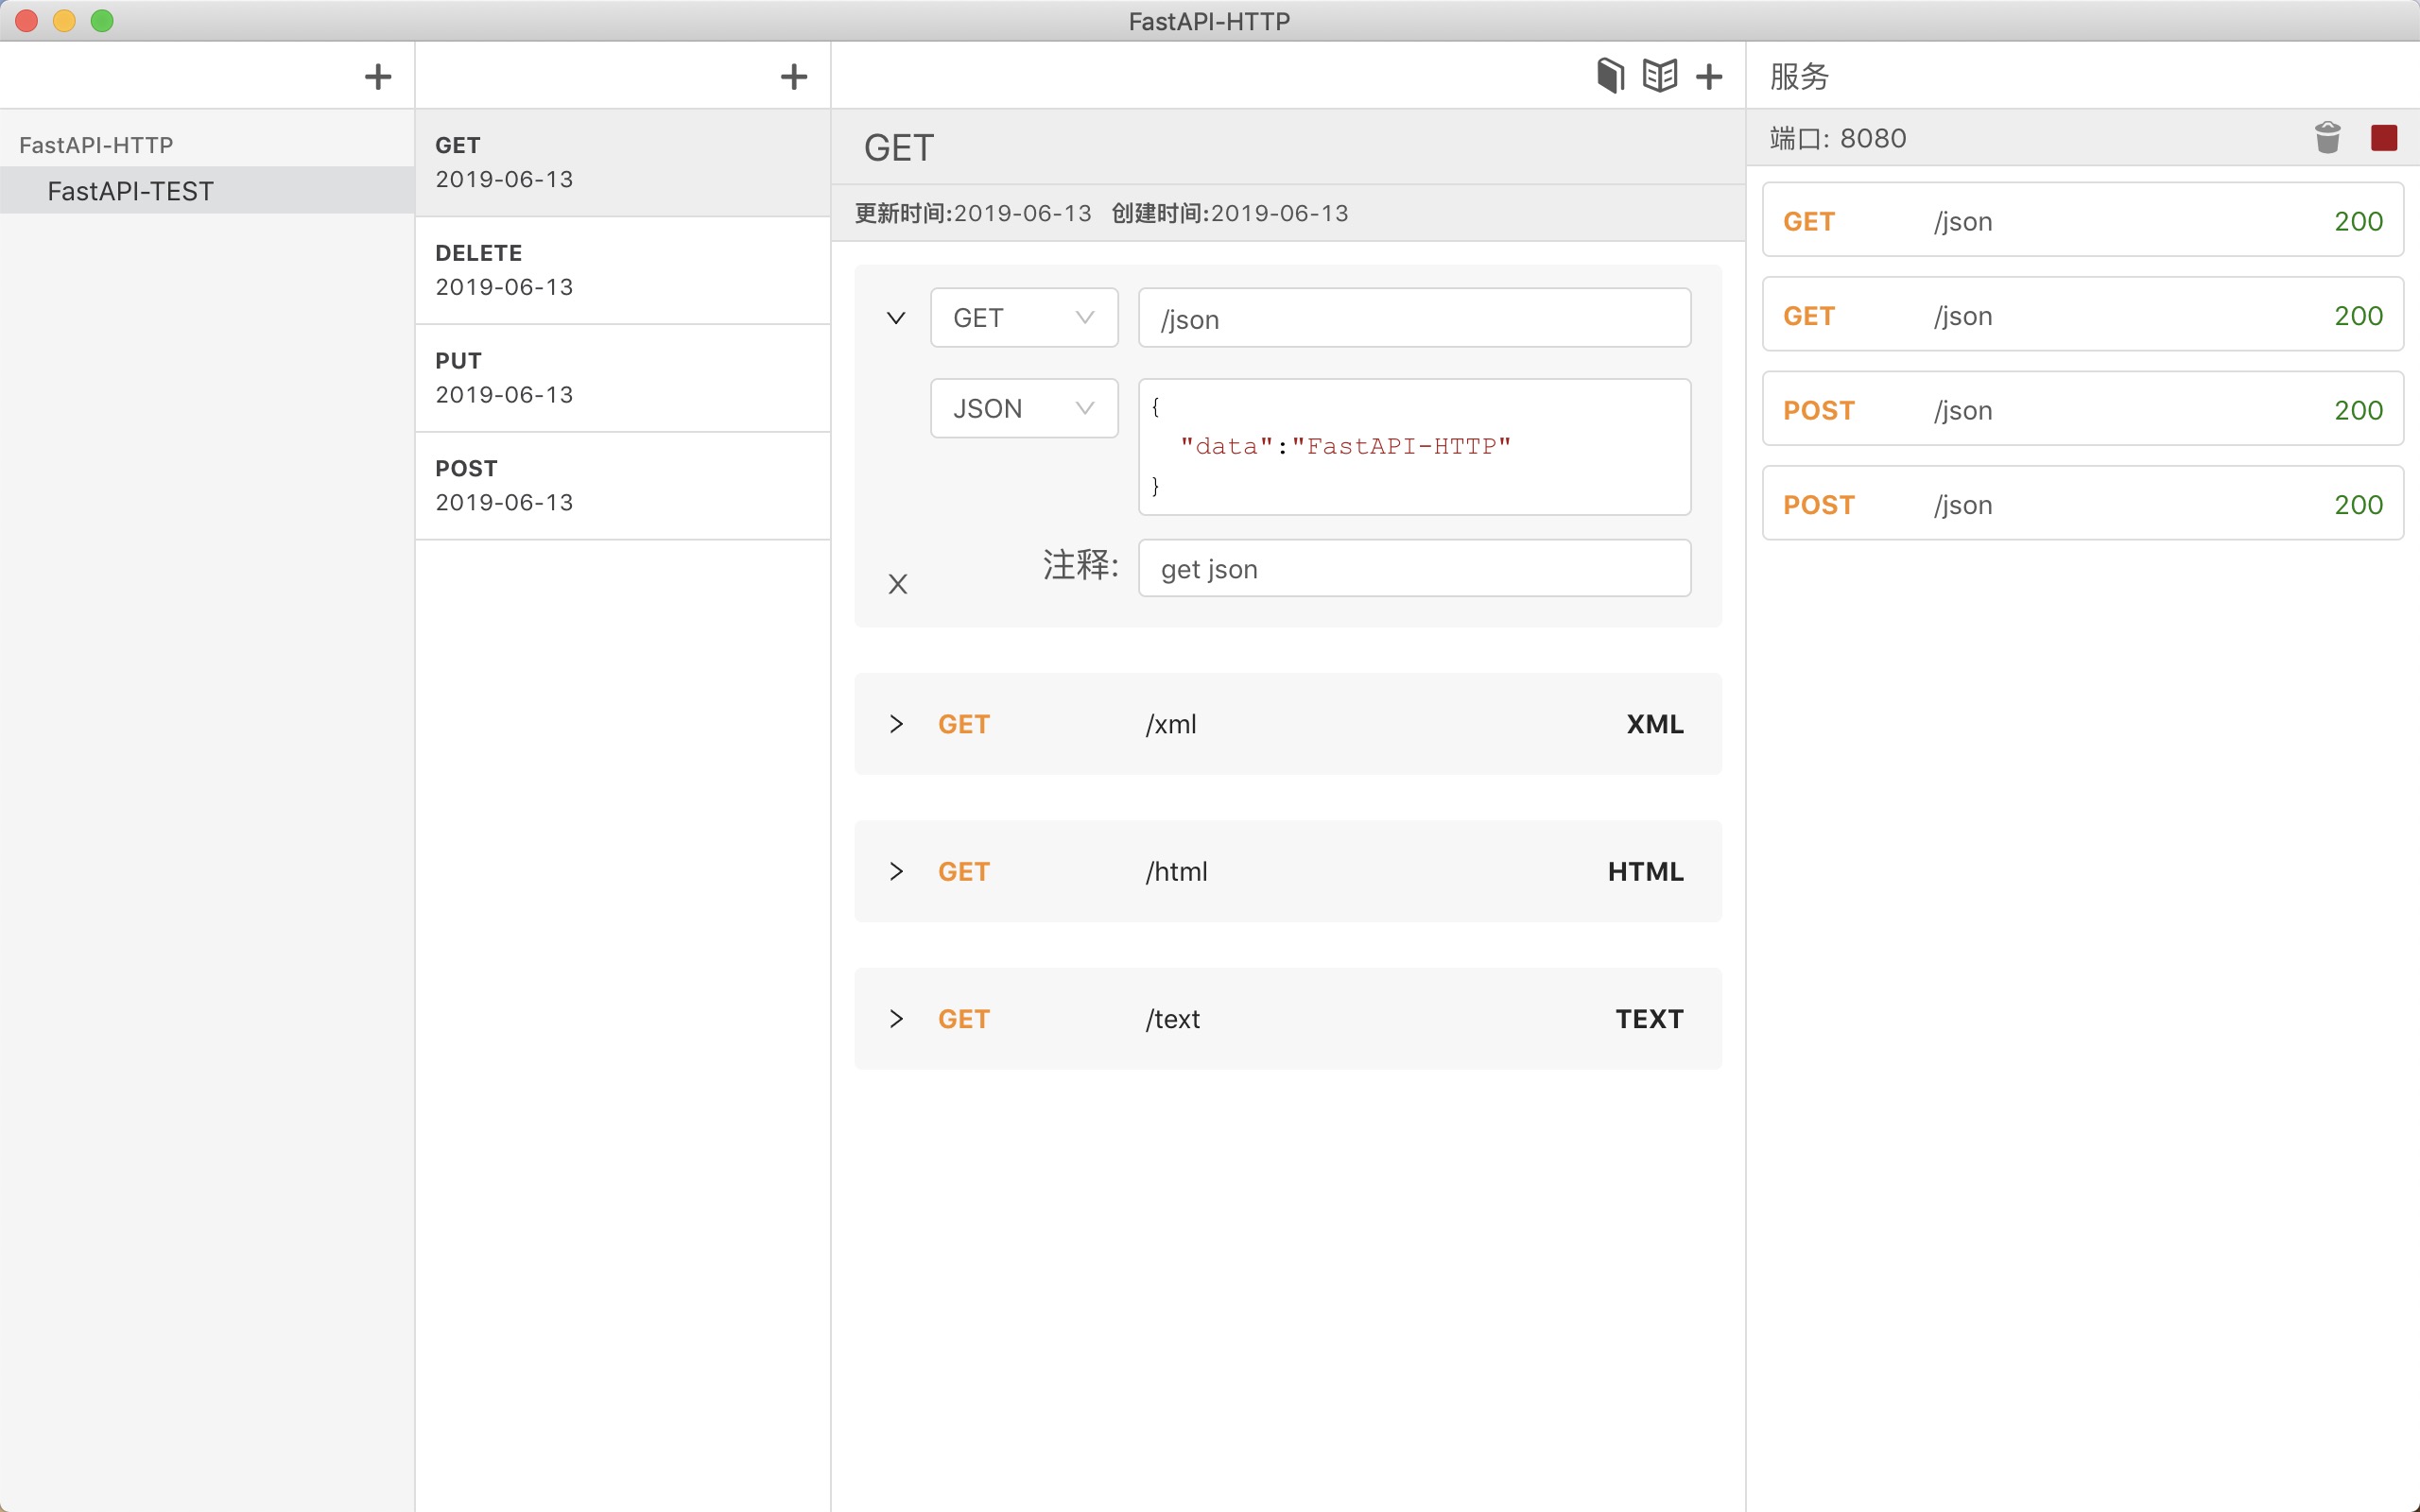 FastAPI-HTTP
FastAPI-HTTP
FastAPI-TEST
GET
2019-06-13
DELETE
2019-06-13
PUT
2019-06-13
POST
2019-06-13
GET
更新时间:2019-06-13 创建时间:2019-06-13
GET /json
JSON
{
"data":"FastAPI-HTTP"
}
X 注释: get json
GET /xml XML
GET /html HTML
GET /text TEXT
服务
端口: 8080
GET /json 200
GET /json 200
POST /json 200
POST /json 200